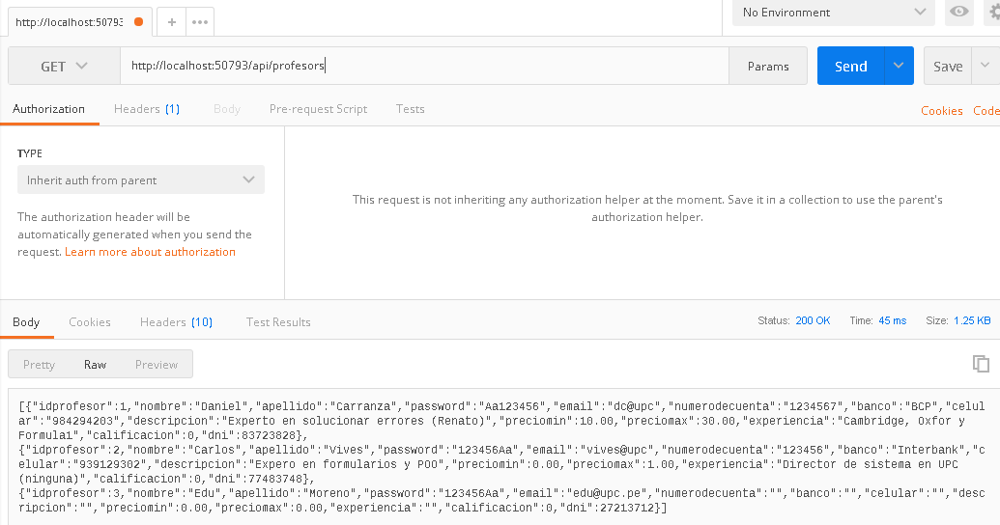 http://localhost:50793
No Environment
GET
http://localhost:50793/api/profesors
Params
Send
Save
Authorization
Headers (1)
Body
Pre-request Script
Tests
Cookies
Code
TYPE
Inherit auth from parent
The authorization header will be
automatically generated when you send the
request. Learn more about authorization
This request is not inheriting any authorization helper at the moment. Save it in a collection to use the parent's
authorization helper.
Body
Cookies
Headers (10)
Test Results
Status: 200 OK
Time: 45 ms
Size: 1.25 KB
Pretty
Raw
Preview
[{"idprofesor":1,"nombre":"Daniel","apellido":"Carranza","password":"Aa123456","email":"dc@upc","numerodecuenta":"1234567","banco":"BCP","celul
ar":"984294203","descripcion":"Experto en solucionar errores (Renato)","preciomin":10.00,"preciomax":30.00,"experiencia":"Cambridge, Oxfor y
Formula1","calificacion":0,"dni":83723828},
{"idprofesor":2,"nombre":"Carlos","apellido":"Vives","password":"123456Aa","email":"vives@upc","numerodecuenta":"123456","banco":"Interbank","c
elular":"939129302","descripcion":"Expero en formularios y POO","preciomin":0.00,"preciomax":1.00,"experiencia":"Director de sistema en UPC
(ninguna)","calificacion":0,"dni":77483748},
{"idprofesor":3,"nombre":"Edu","apellido":"Moreno","password":"123456Aa","email":"edu@upc.pe","numerodecuenta":"","banco":"","celular":"","desc
ripcion":"","preciomin":0.00,"preciomax":0.00,"experiencia":"","calificacion":0,"dni":27213712}]